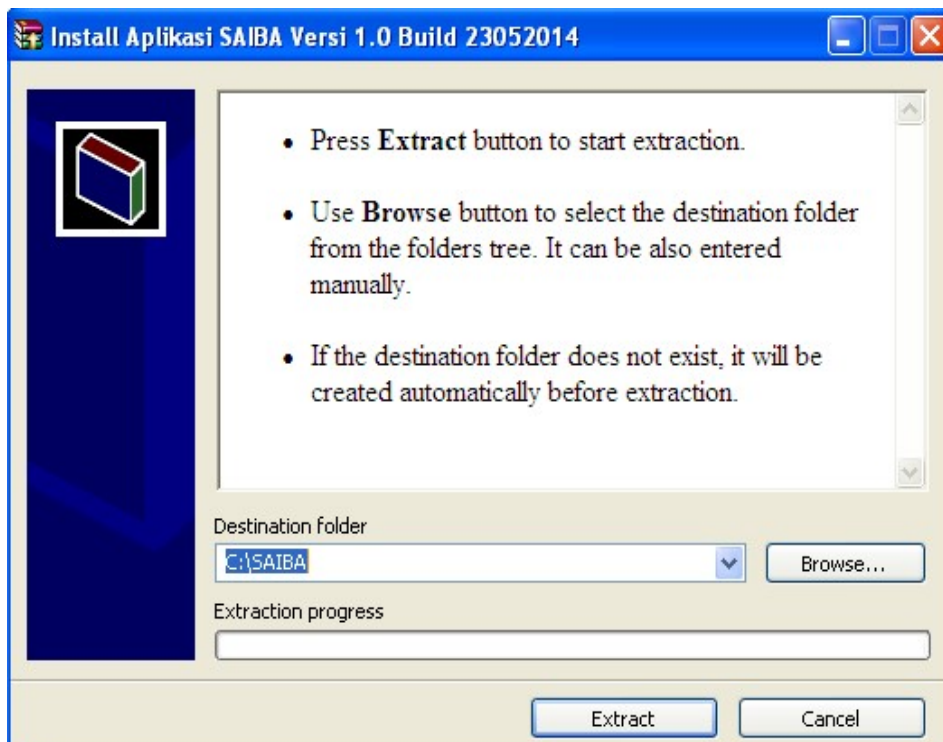 Install Aplikasi SAIBA Versi 1.0 Build 23052014
• Press Extract button to start extraction.
• Use Browse button to select the destination folder
from the folders tree. It can be also entered
manually.
• If the destination folder does not exist, it will be
created automatically before extraction.
Destination folder
C:\SAIBA
Browse...
Extraction progress
Extract
Cancel